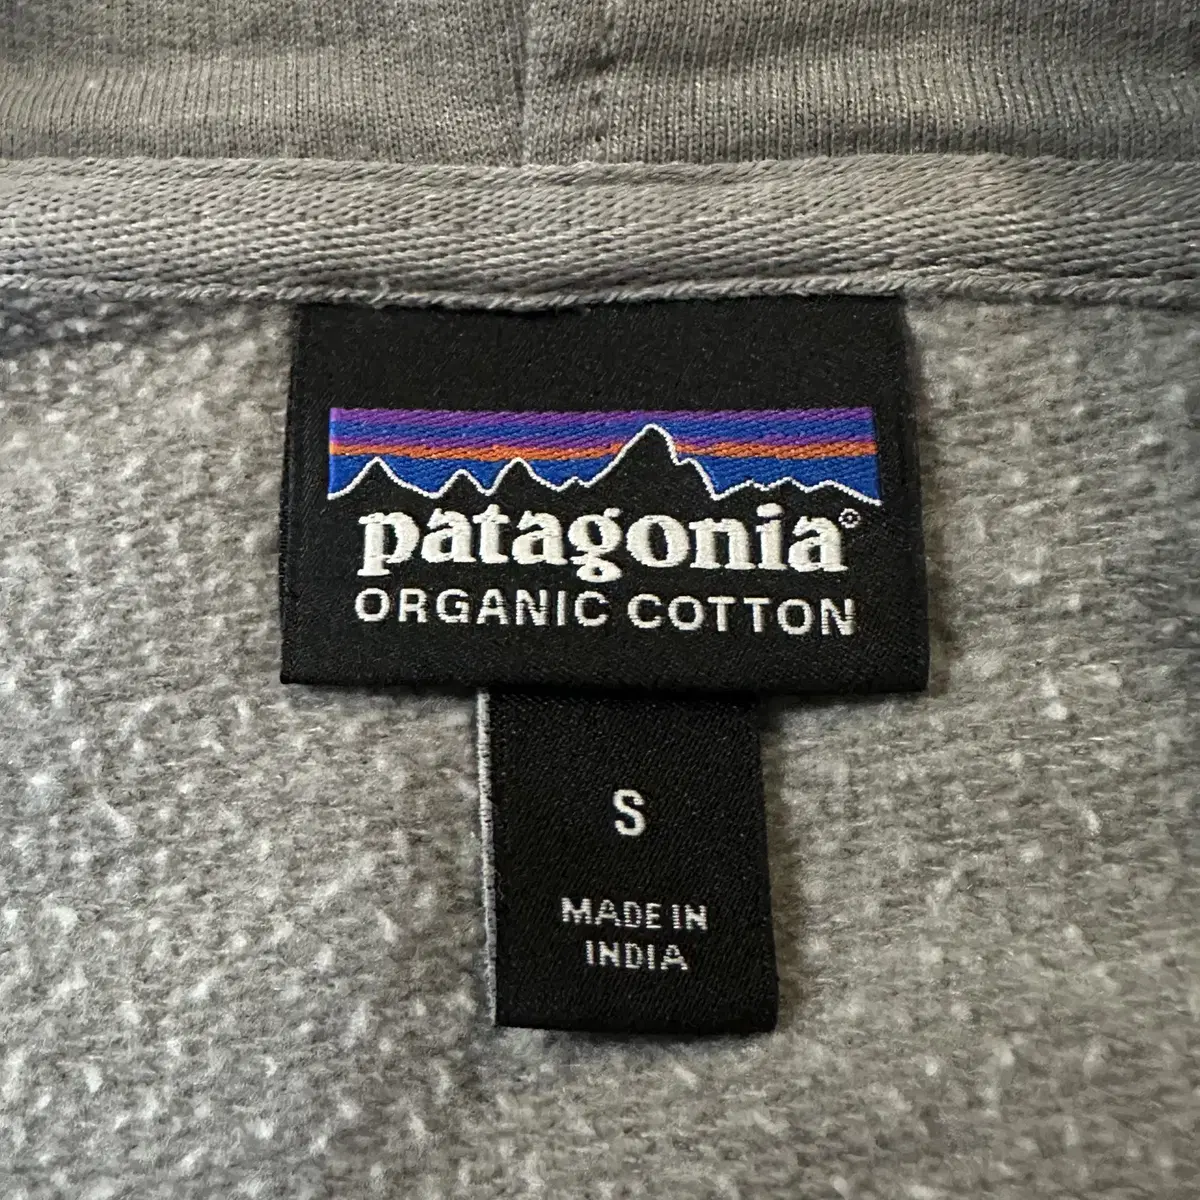 patagonia®
ORGANIC COTTON
S
MADE IN
INDIA